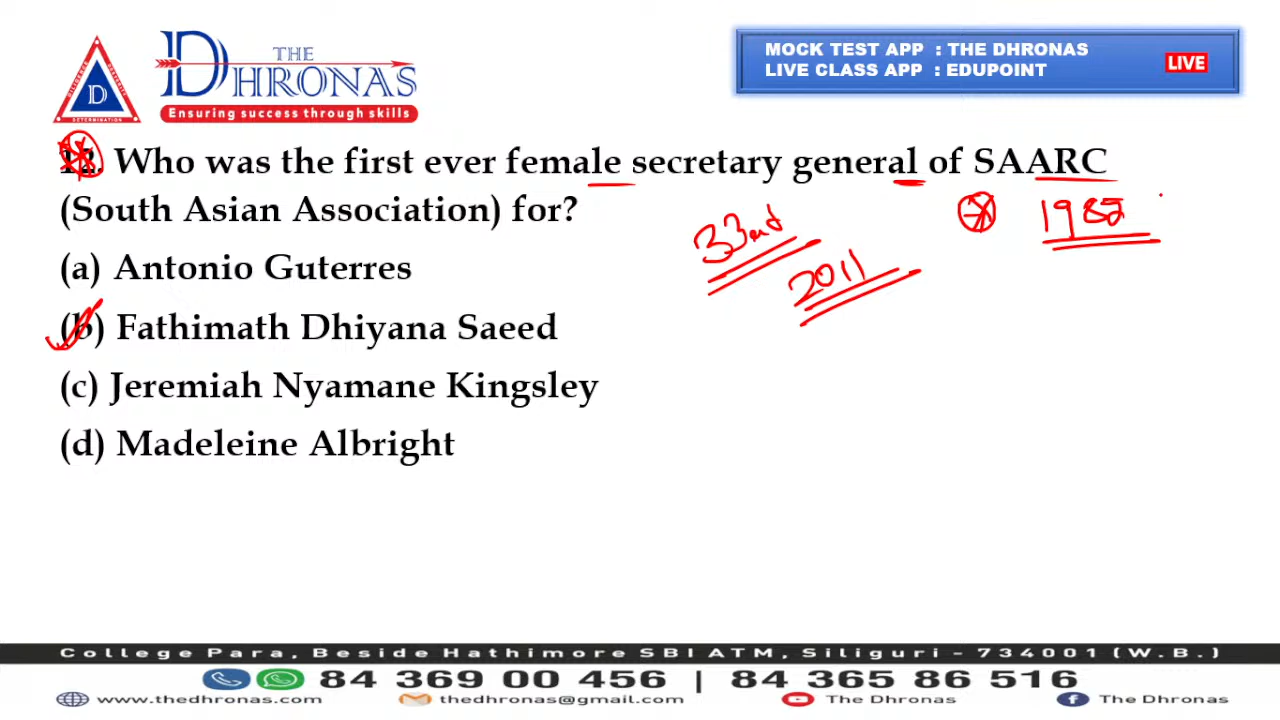 D
DETERMINATION
THE
DHRONAS
Ensuring success through skills
MOCK TEST APP : THE DHRONAS
LIVE CLASS APP : EDUPOINT
LIVE
12. Who was the first ever female secretary general of SAARC
(South Asian Association) for?
33rd
2011
(a) Antonio Guterres
(b) Fathimath Dhiyana Saeed
(c) Jeremiah Nyamane Kingsley
(d) Madeleine Albright
College Para, Beside Hathimore SBI ATM, Siliguri - 734001 (W.B.)
84 369 00 456 | 84 365 86 516
www.thedhronas.com thedhronas@gmail.com The Dhronas The Dhronas